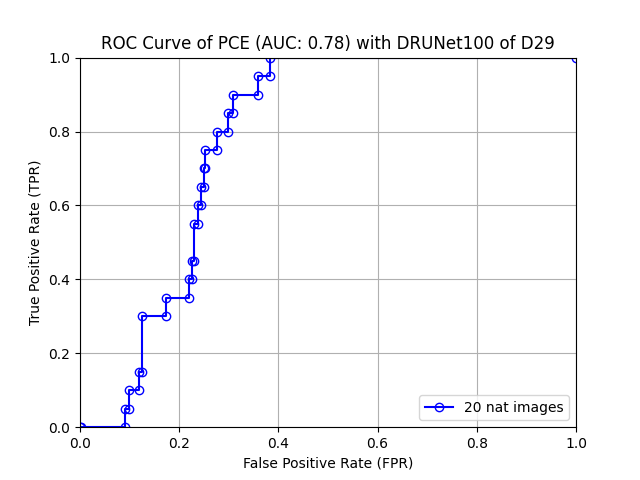 ROC Curve of PCE (AUC: 0.78) with DRUNet100 of D29
True Positive Rate (TPR)
1.0
0.8
0.6
0.4
0.2
0.0
20 nat images
0.0 0.2 0.4 0.6 0.8 1.0
False Positive Rate (FPR)